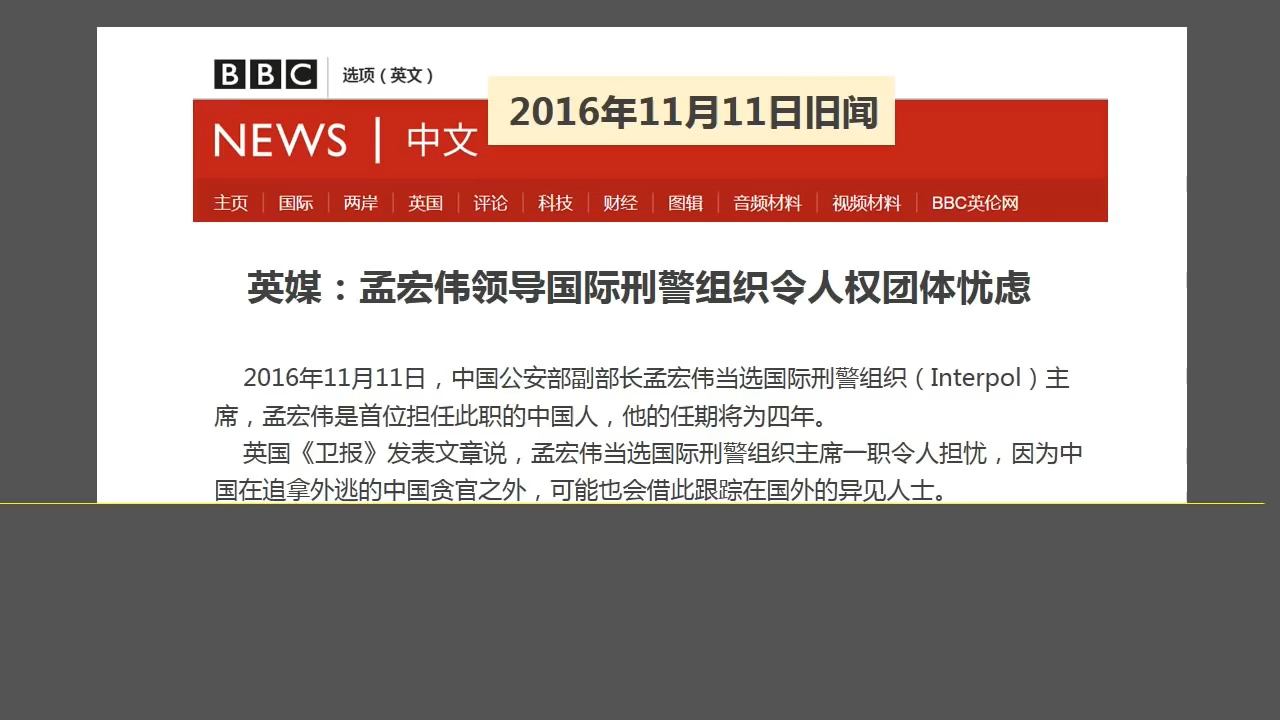 BBC 选项（英文）
2016年11月11日旧闻
NEWS | 中文
主页 国际 两岸 英国 评论 科技 财经 图辑 音频材料 视频材料 BBC英伦网
英媒：孟宏伟领导国际刑警组织令人权团体忧虑
2016年11月11日，中国公安部副部长孟宏伟当选国际刑警组织（Interpol）主
席，孟宏伟是首位担任此职的中国人，他的任期将为四年。
英国《卫报》发表文章说，孟宏伟当选国际刑警组织主席一职令人担忧，因为中
国在追拿外逃的中国贪官之外，可能也会借此跟踪在国外的异见人士。